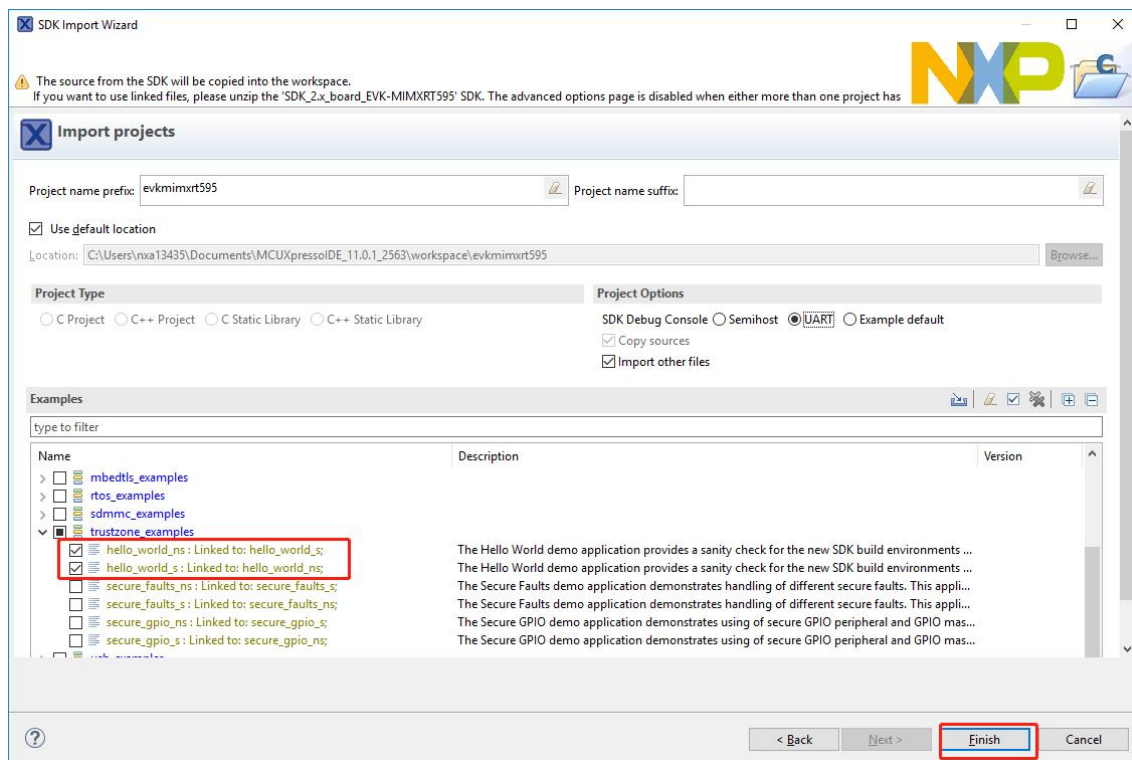 SDK Import Wizard
The source from the SDK will be copied into the workspace.
If you want to use linked files, please unzip the 'SDK_2.x_board_EVK-MIMXRT595' SDK. The advanced options page is disabled when either more than one project has
NXP
C
X Import projects
Project name prefix: evkmimxrt595 Project name suffix:
Use default location
Location: C:\Users\nxa13435\Documents\MCUXpressoIDE_11.0.1_2563\workspace\evkmimxrt595 Browse...
Project Type Project Options
C Project C++ Project C Static Library C++ Static Library SDK Debug Console Semihost UART Example default
Copy sources
Import other files
Examples
type to filter
Name Description Version
mbedtls_examples
rtos_examples
sdmmc_examples
trustzone_examples
hello_world_ns : Linked to: hello_world_s; The Hello World demo application provides a sanity check for the new SDK build environments ...
hello_world_s : Linked to: hello_world_ns; The Hello World demo application provides a sanity check for the new SDK build environments ...
secure_faults_ns : Linked to: secure_faults_s; The Secure Faults demo application demonstrates handling of different secure faults. This appli...
secure_faults_s : Linked to: secure_faults_ns; The Secure Faults demo application demonstrates handling of different secure faults. This appli...
secure_gpio_ns : Linked to: secure_gpio_s; The Secure GPIO demo application demonstrates using of secure GPIO peripheral and GPIO mas...
secure_gpio_s : Linked to: secure_gpio_ns; The Secure GPIO demo application demonstrates using of secure GPIO peripheral and GPIO mas...
? < Back Next > Finish Cancel